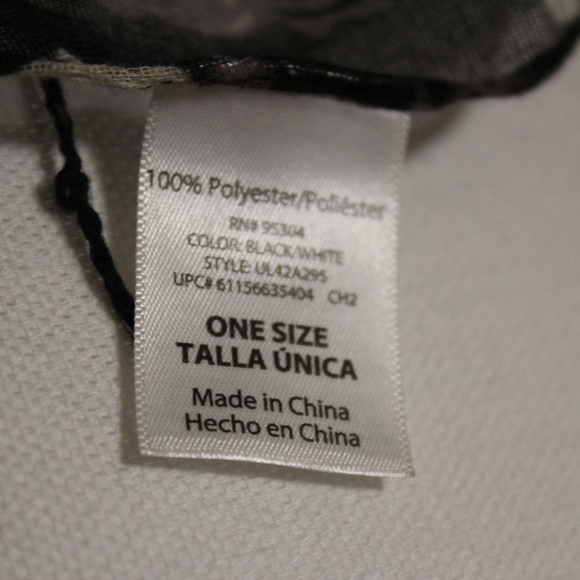 100% Polyester/Poliéster
RN# 95304
COLOR: BLACK/WHITE
STYLE: UL42A295
UPC# 61156635404 CH2
ONE SIZE
TALLA ÚNICA
Made in China
Hecho en China